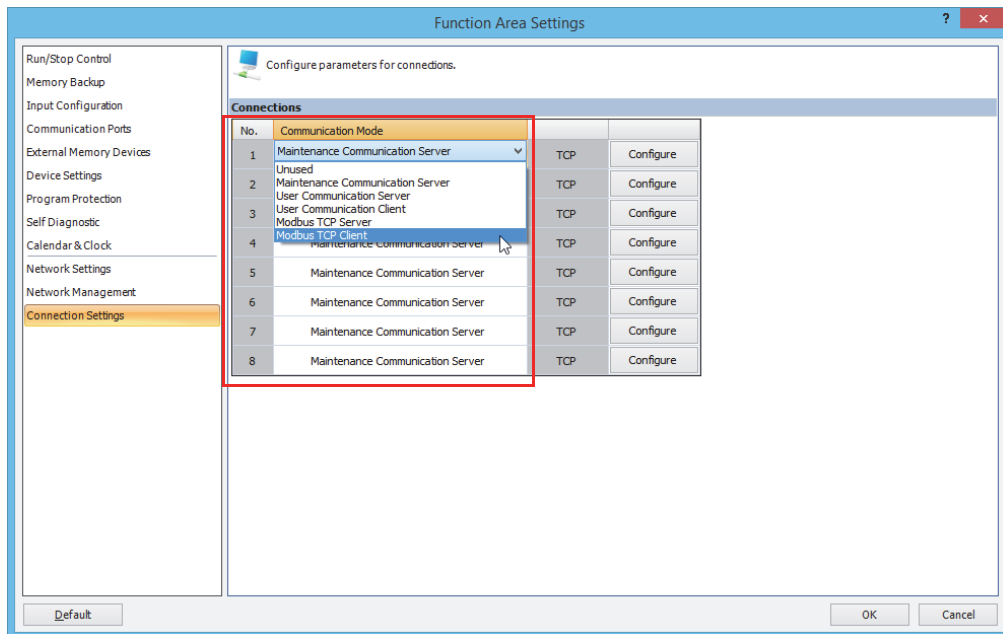 Function Area Settings
?
Run/Stop Control
Memory Backup
Input Configuration
Communication Ports
External Memory Devices
Device Settings
Program Protection
Self Diagnostic
Calendar & Clock
Network Settings
Network Management
Connection Settings
Configure parameters for connections.
Connections
No. Communication Mode
1 Maintenance Communication Server TCP Configure
Unused
Maintenance Communication Server
User Communication Server
User Communication Client
Modbus TCP Server
Modbus TCP Client
2 TCP Configure
3 TCP Configure
4 Maintenance Communication Server TCP Configure
5 Maintenance Communication Server TCP Configure
6 Maintenance Communication Server TCP Configure
7 Maintenance Communication Server TCP Configure
8 Maintenance Communication Server TCP Configure
Default OK Cancel